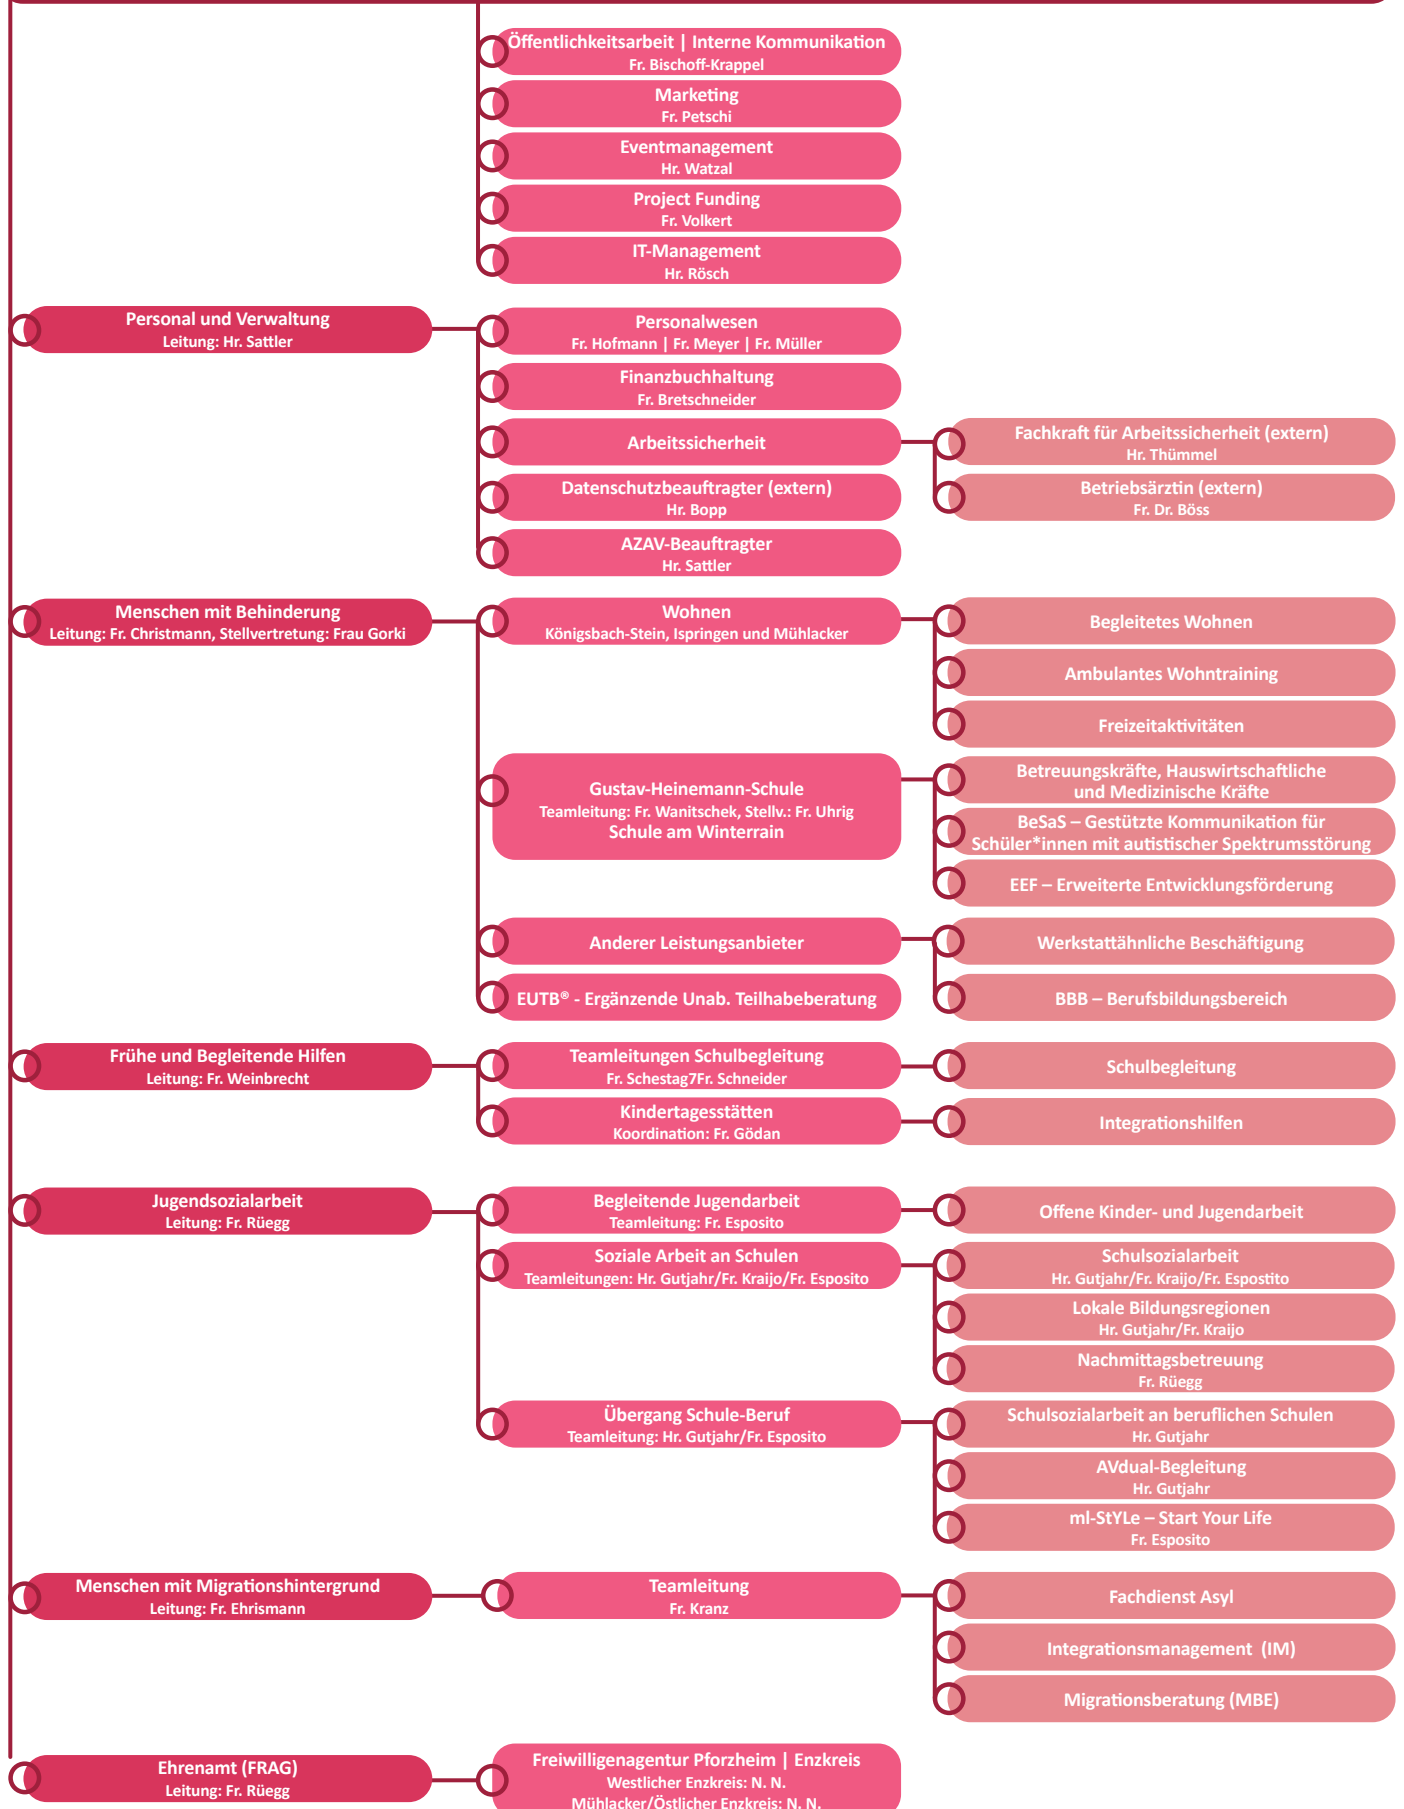 Öffentlichkeitsarbeit | Interne Kommunikation
Fr. Bischoff-Krappel
Marketing
Fr. Petschi
Eventmanagement
Hr. Watzal
Project Funding
Fr. Volkert
IT-Management
Hr. Rösch
Personal und Verwaltung
Leitung: Hr. Sattler
Personalwesen
Fr. Hofmann | Fr. Meyer | Fr. Müller
Finanzbuchhaltung
Fr. Bretschneider
Arbeitssicherheit
Fachkraft für Arbeitssicherheit (extern)
Hr. Thümmel
Betriebsärztin (extern)
Fr. Dr. Böss
Datenschutzbeauftragter (extern)
Hr. Bopp
AZAV-Beauftragter
Hr. Sattler
Menschen mit Behinderung
Leitung: Fr. Christmann, Stellvertretung: Frau Gorki
Wohnen
Königsbach-Stein, Ispringen und Mühlacker
Begleitetes Wohnen
Ambulantes Wohntraining
Freizeitaktivitäten
Gustav-Heinemann-Schule
Teamleitung: Fr. Wanitschek, Stellv.: Fr. Uhrig
Schule am Winterrain
Betreuungskräfte, Hauswirtschaftliche
und Medizinische Kräfte
BeSaS – Gestützte Kommunikation für
Schüler*innen mit autistischer Spektrumsstörung
EEF – Erweiterte Entwicklungsförderung
Anderer Leistungsanbieter
Werkstattähnliche Beschäftigung
BBB – Berufsbildungsbereich
EUTB® - Ergänzende Unab. Teilhabeberatung
Frühe und Begleitende Hilfen
Leitung: Fr. Weinbrecht
Teamleitungen Schulbegleitung
Fr. Schestag7Fr. Schneider
Schulbegleitung
Kindertagesstätten
Koordination: Fr. Gödan
Integrationshilfen
Jugendsozialarbeit
Leitung: Fr. Rüegg
Begleitende Jugendarbeit
Teamleitung: Fr. Esposito
Offene Kinder- und Jugendarbeit
Soziale Arbeit an Schulen
Teamleitungen: Hr. Gutjahr/Fr. Kraijo/Fr. Esposito
Schulsozialarbeit
Hr. Gutjahr/Fr. Kraijo/Fr. Espostito
Lokale Bildungsregionen
Hr. Gutjahr/Fr. Kraijo
Nachmittagsbetreuung
Fr. Rüegg
Übergang Schule-Beruf
Teamleitung: Hr. Gutjahr/Fr. Esposito
Schulsozialarbeit an beruflichen Schulen
Hr. Gutjahr
AVdual-Begleitung
Hr. Gutjahr
ml-StYLe – Start Your Life
Fr. Esposito
Menschen mit Migrationshintergrund
Leitung: Fr. Ehrismann
Teamleitung
Fr. Kranz
Fachdienst Asyl
Integrationsmanagement (IM)
Migrationsberatung (MBE)
Ehrenamt (FRAG)
Leitung: Fr. Rüegg
Freiwilligenagentur Pforzheim | Enzkreis
Westlicher Enzkreis: N. N.
Mühlacker/Östlicher Enzkreis: N. N.